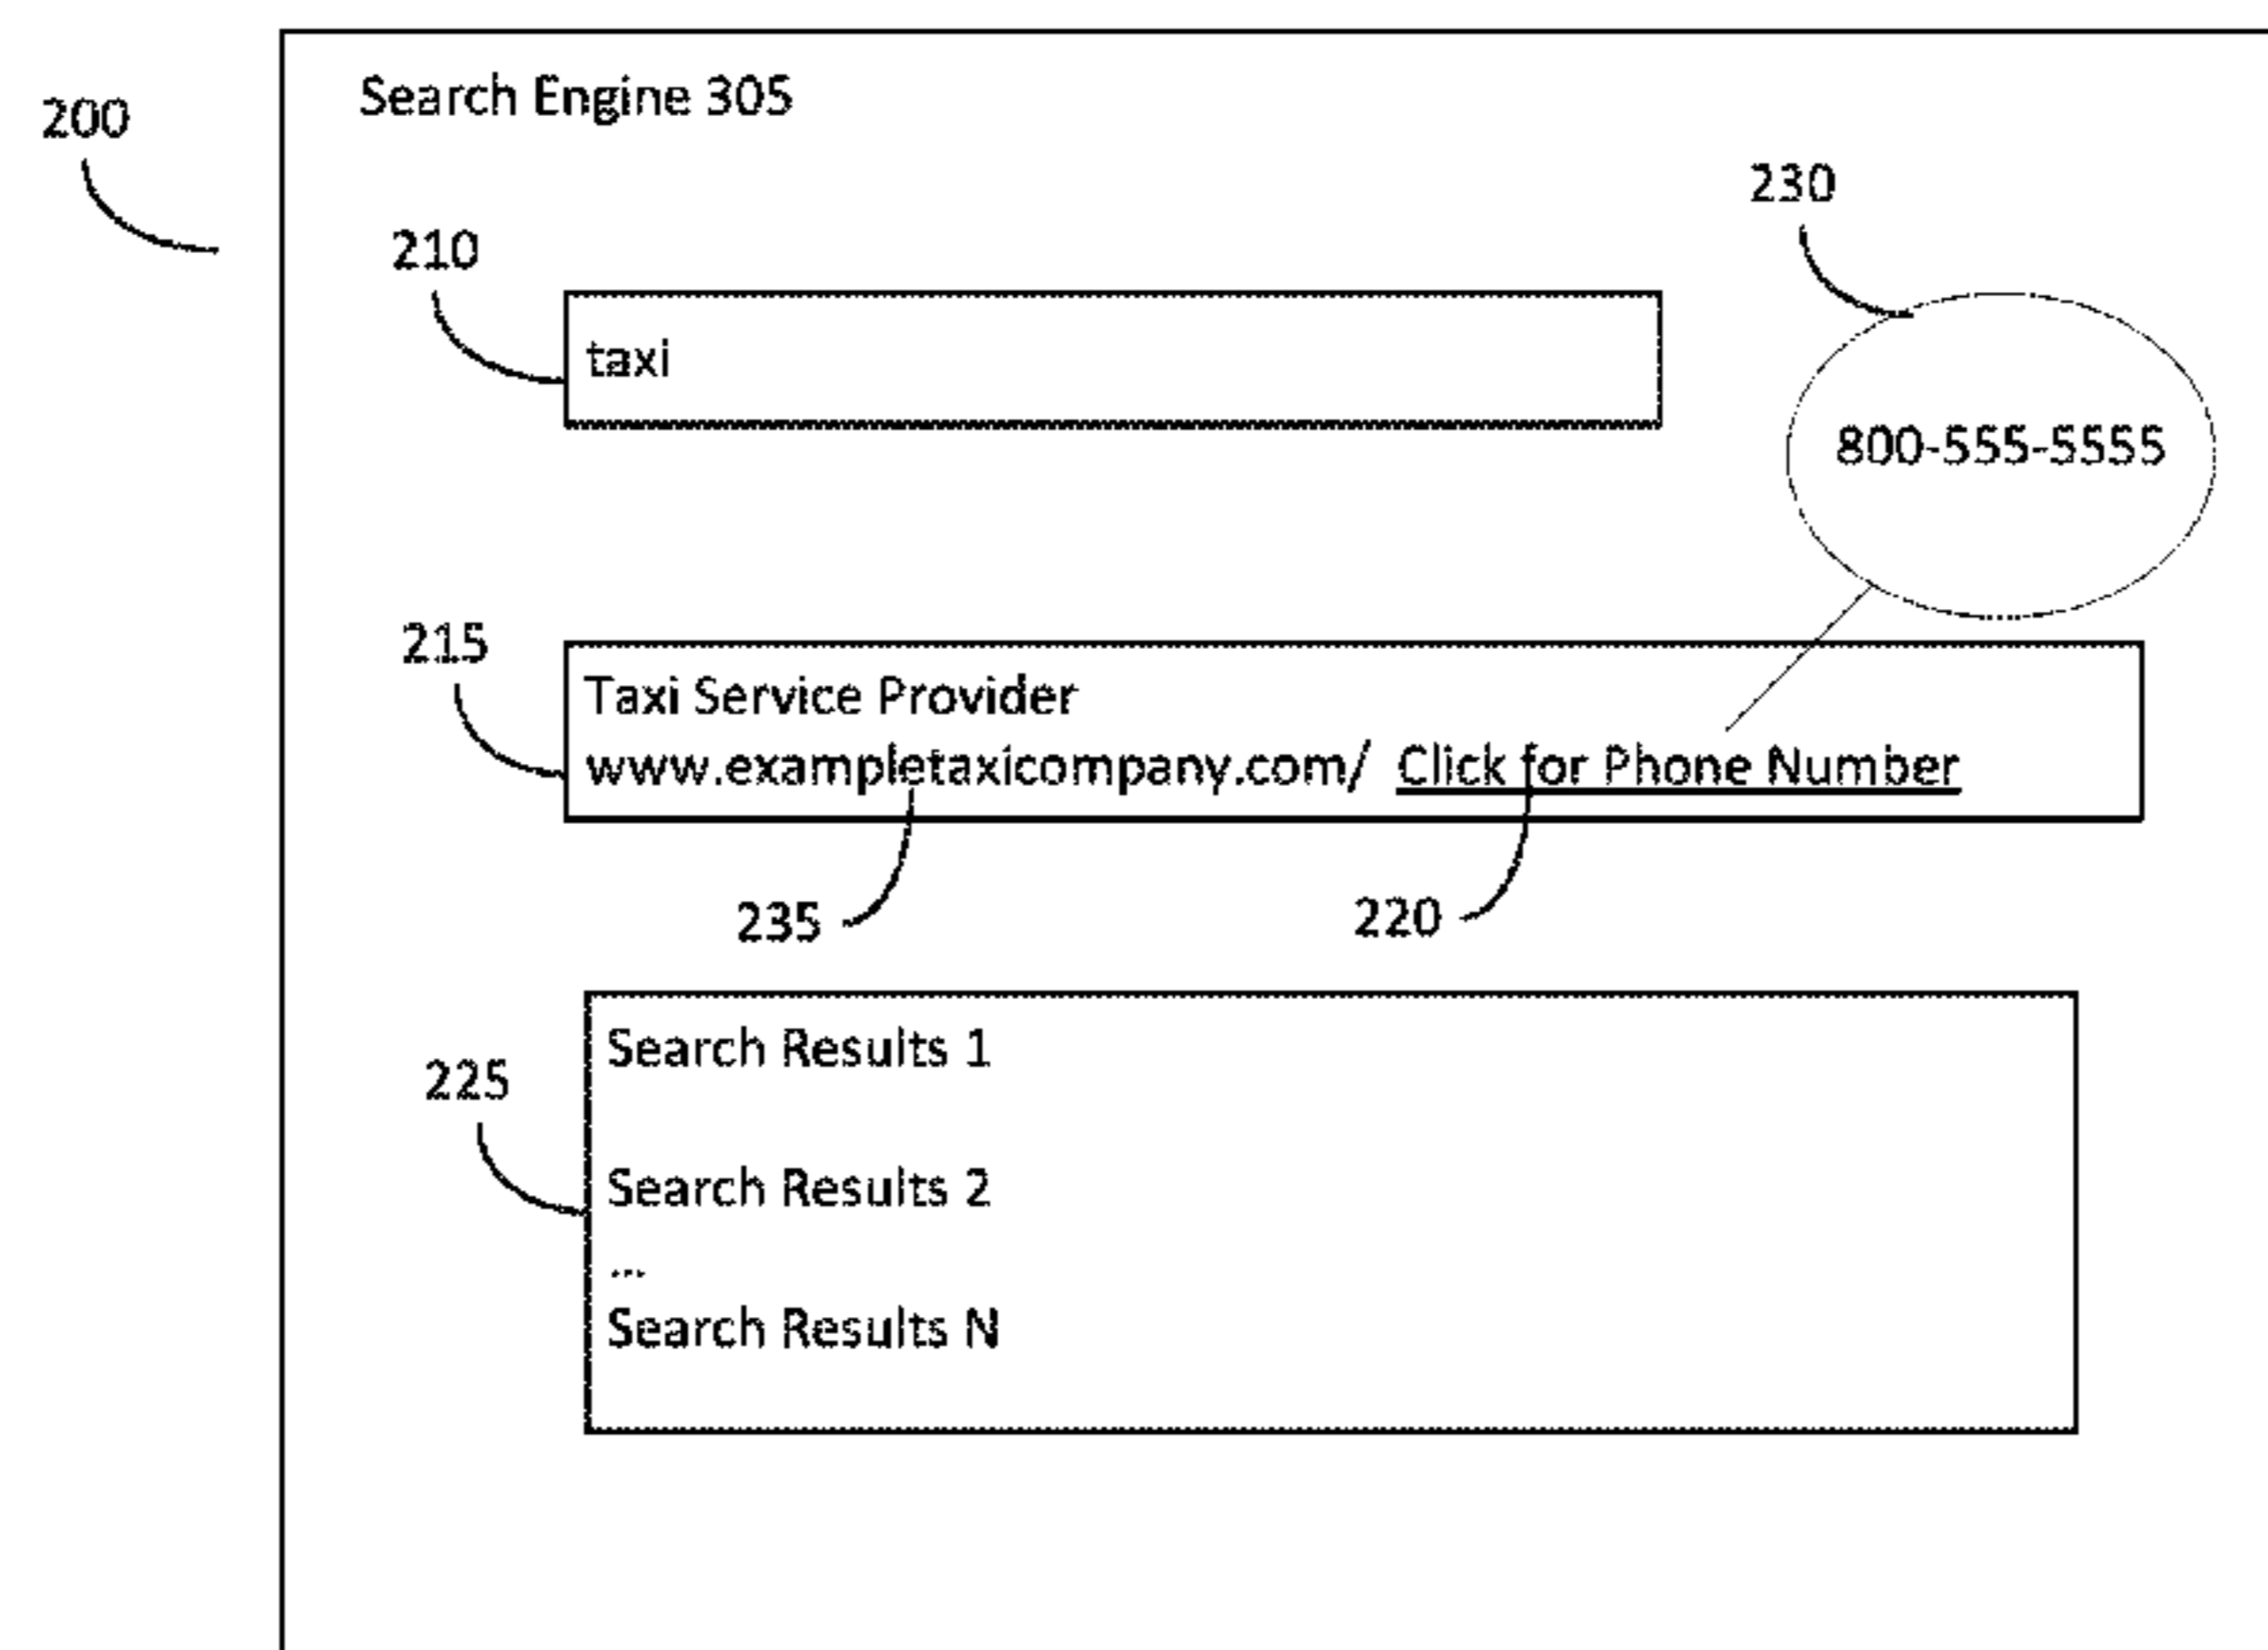 Search Engine 305
200
230
210
taxi
800-555-5555
215
Taxi Service Provider
www.exampletaxicompany.com/ Click for Phone Number
235
220
Search Results 1
225
Search Results 2
...
Search Results N